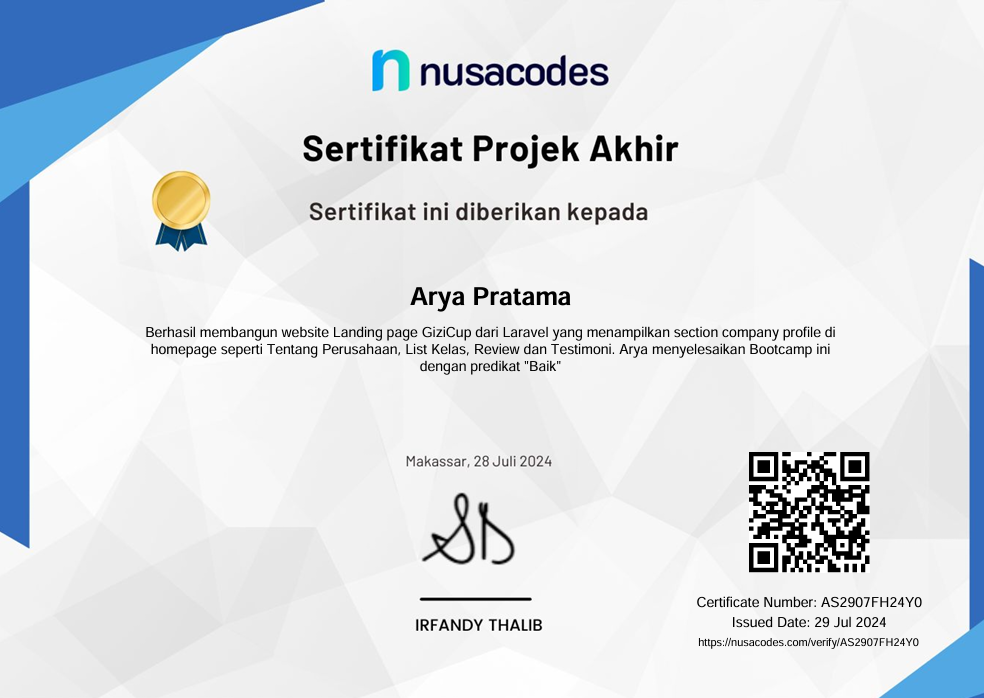 nusacodes
Sertifikat Projek Akhir
Sertifikat ini diberikan kepada
Arya Pratama
Berhasil membangun website Landing page GiziCup dari Laravel yang menampilkan section company profile di
homepage seperti Tentang Perusahaan, List Kelas, Review dan Testimoni. Arya menyelesaikan Bootcamp ini
dengan predikat "Baik"
Makassar, 28 Juli 2024
IRFANDY THALIB
Certificate Number: AS2907FH24Y0
Issued Date: 29 Jul 2024
https://nusacodes.com/verify/AS2907FH24Y0